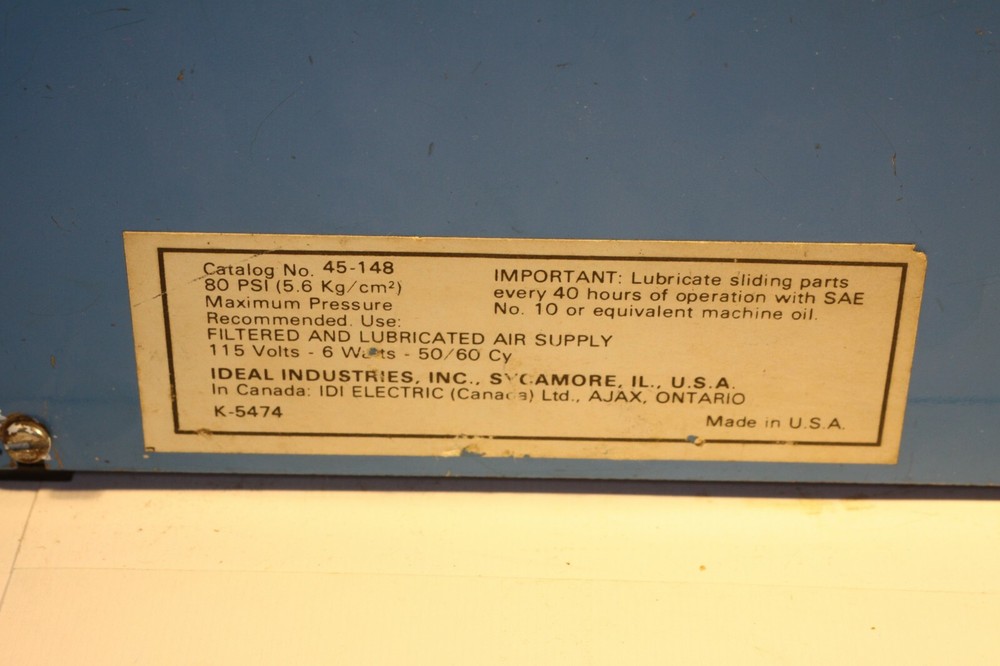 Catalog No. 45-148
80 PSI (5.6 Kg/cm²)
Maximum Pressure
Recommended. Use:
FILTERED AND LUBRICATED AIR SUPPLY
115 Volts - 6 Watts - 50/60 Cy
IMPORTANT: Lubricate sliding parts
every 40 hours of operation with SAE
No. 10 or equivalent machine oil.
IDEAL INDUSTRIES, INC., SYCAMORE, IL., U.S.A.
In Canada: IDI ELECTRIC (Canada) Ltd., AJAX, ONTARIO
K-5474
Made in U.S.A.